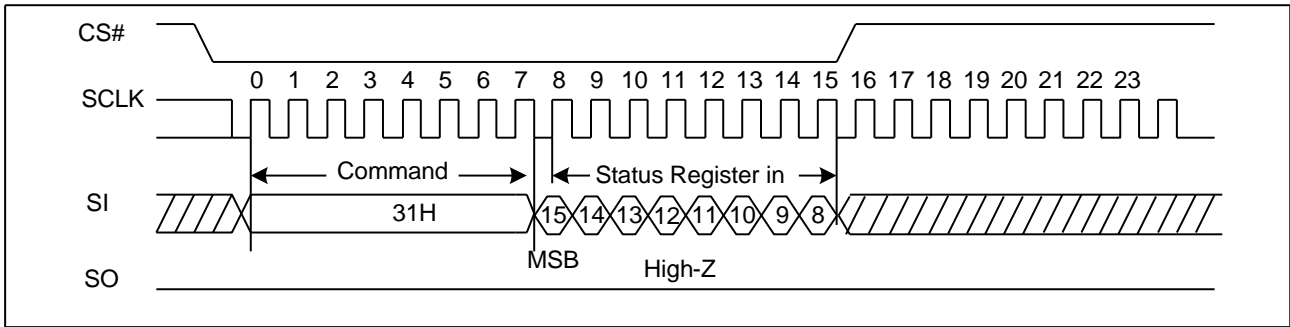 CS#
0 1 2 3 4 5 6 7 8 9 10 11 12 13 14 15 16 17 18 19 20 21 22 23
SCLK
Command Status Register in
SI 31H 15 14 13 12 11 10 9 8
MSB High-Z
SO